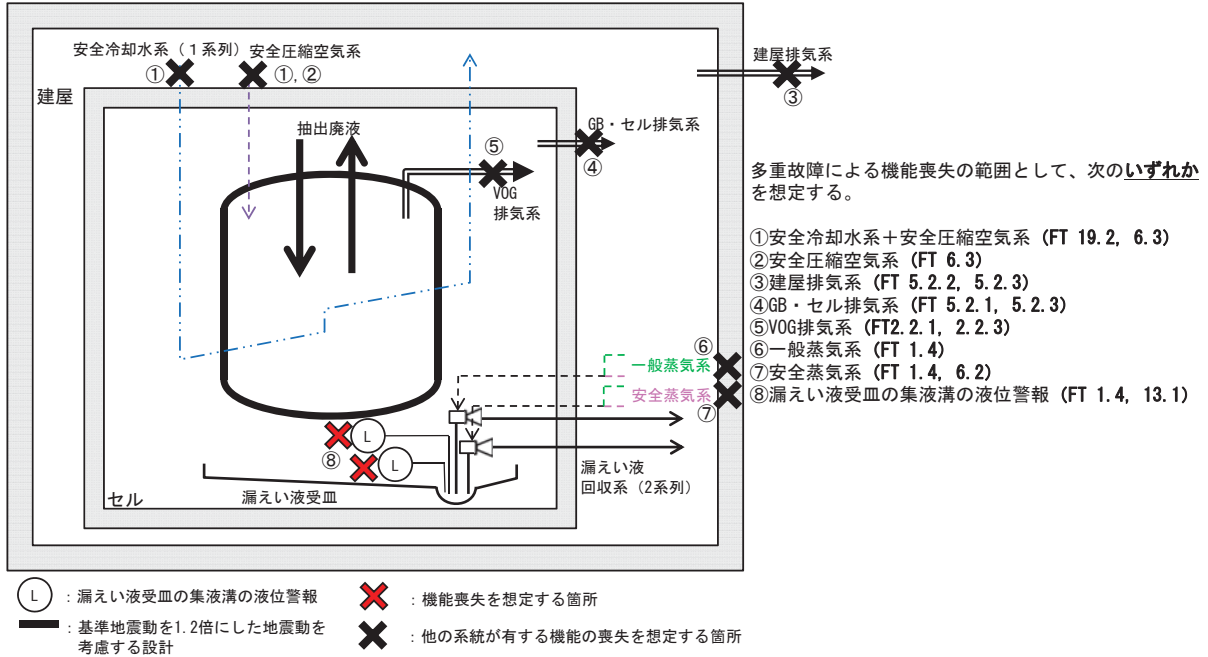 安全冷却水系（１系列）
安全圧縮空気系
①
①,②
建屋排気系
③
建屋
抽出廃液
GB・セル排気系
④
⑤
VOG
排気系
多重故障による機能喪失の範囲として、次のいずれか
を想定する。
①安全冷却水系＋安全圧縮空気系 (FT 19.2, 6.3)
②安全圧縮空気系 (FT 6.3)
③建屋排気系 (FT 5.2.2, 5.2.3)
④GB・セル排気系 (FT 5.2.1, 5.2.3)
⑤VOG排気系 (FT2.2.1, 2.2.3)
⑥一般蒸気系 (FT 1.4)
⑦安全蒸気系 (FT 1.4, 6.2)
⑧漏えい液受皿の集液溝の液位警報 (FT 1.4, 13.1)
⑥
一般蒸気系
安全蒸気系
⑦
L
⑧
L
漏えい液
回収系（2系列）
漏えい液受皿
セル
L
：漏えい液受皿の集液溝の液位警報
：機能喪失を想定する箇所
：基準地震動を1.2倍にした地震動を
考慮する設計
：他の系統が有する機能の喪失を想定する箇所